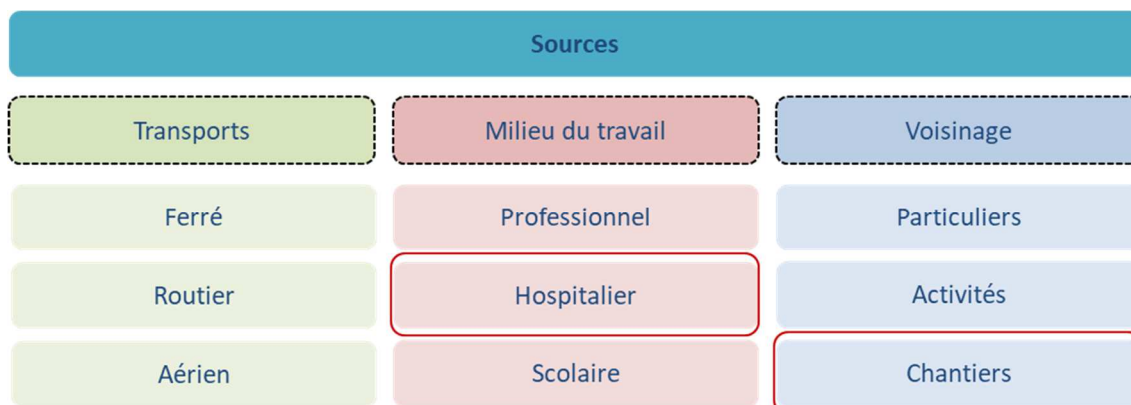 Sources
Transports
Milieu du travail
Voisinage
Ferré
Professionnel
Particuliers
Routier
Hospitalier
Activités
Aérien
Scolaire
Chantiers